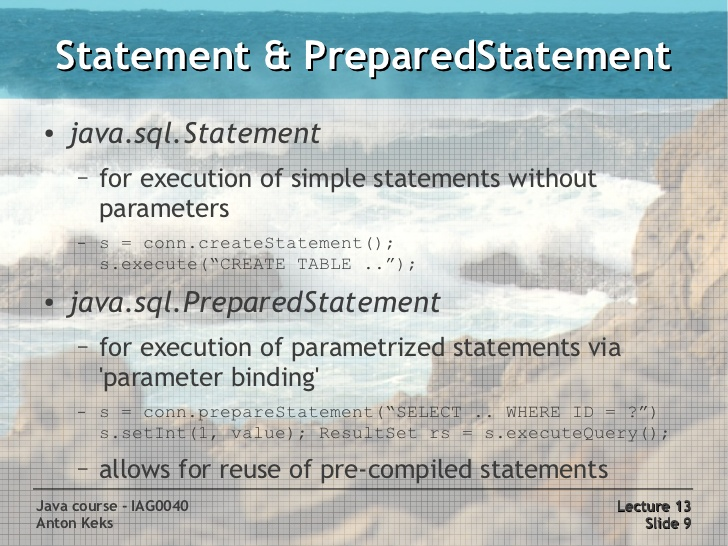 Statement & PreparedStatement
● java.sql.Statement
– for execution of simple statements without
parameters
– s = conn.createStatement();
s.execute(“CREATE TABLE ..”);
● java.sql.PreparedStatement
– for execution of parametrized statements via
'parameter binding'
– s = conn.prepareStatement(“SELECT .. WHERE ID = ?”)
s.setInt(1, value); ResultSet rs = s.executeQuery();
– allows for reuse of pre-compiled statements
Java course – IAG0040
Anton Keks
Lecture 13
Slide 9